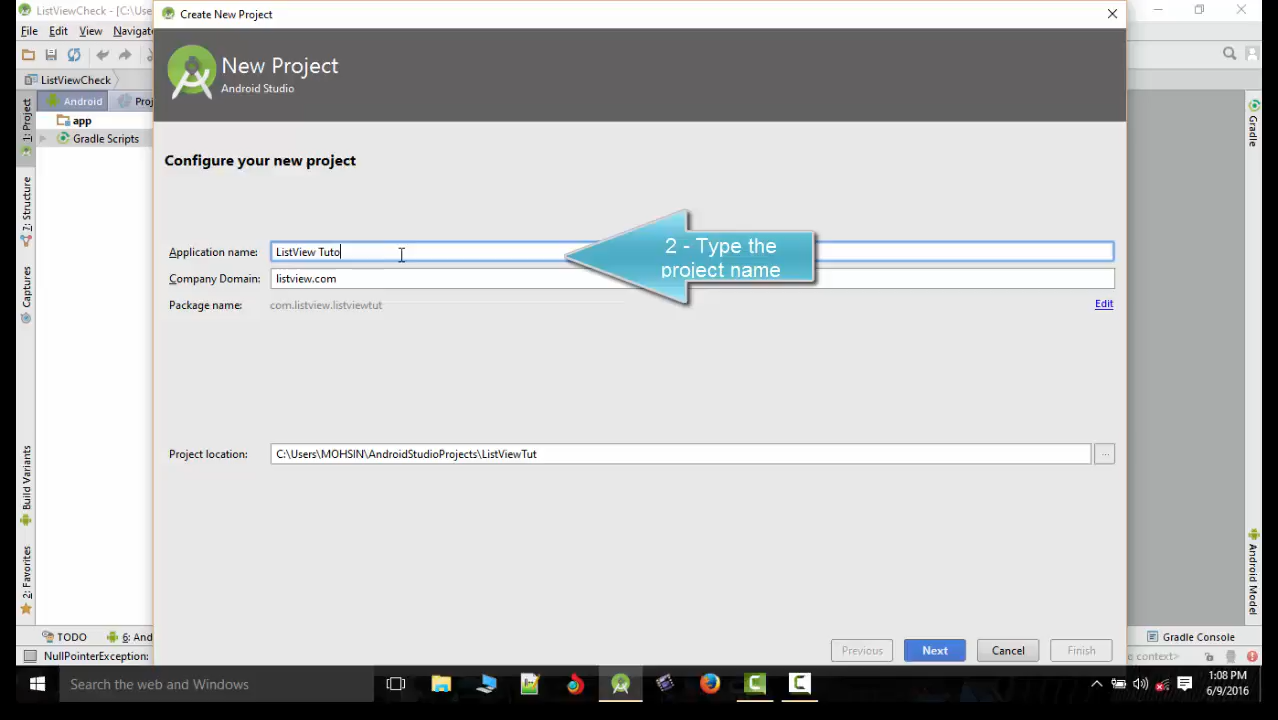 ListViewCheck - [C:\Use
Create New Project
File Edit View Navigat
New Project
Android Studio
ListViewCheck
Android Proj
app
Gradle Scripts
1: Project
7: Structure
Captures
Build Variants
2: Favorites
Configure your new project
Application name: ListView Tuto
2 - Type the
project name
Company Domain: listview.com
Package name: com.listview.listviewtut Edit
Project location: C:\Users\MOHSIN\AndroidStudioProjects\ListViewTut ...
Previous Next Cancel Finish
Gradle
Android Model
TODO 6: And Gradle Console
NullPointerException: e context>
Search the web and Windows
1:08 PM
6/9/2016